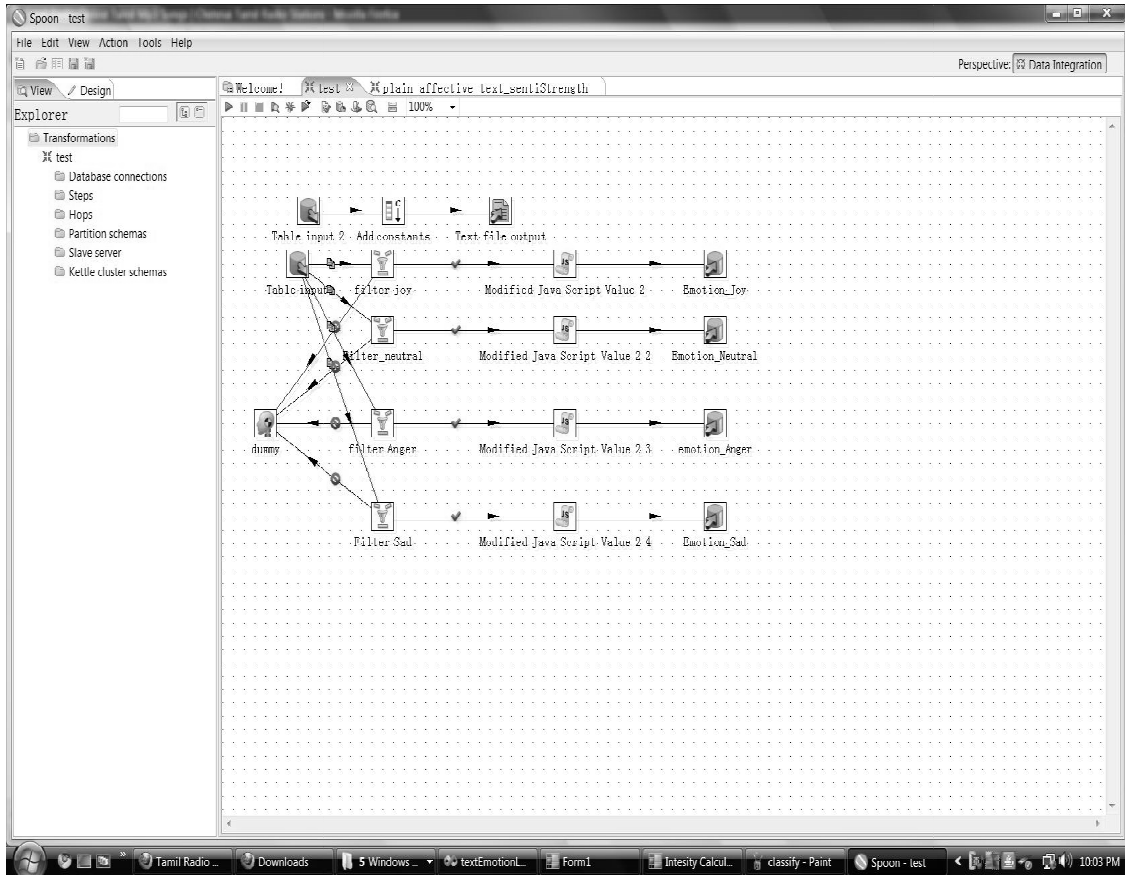 Spoon test
File Edit View Action Tools Help
Perspective: Data Integration
View Design
Welcome! test plain affective text_sentiStrength
100%
Explorer
Transformations
test
Database connections
Steps
Hops
Partition schemas
Slave server
Kettle cluster schemas
Table input 2 Add constants Text file output
Table input filter joy Modified Java Script Value 2 Emotion_Joy
Filter_neutral Modified Java Script Value 2 2 Emotion_Neutral
dummy filter Anger Modified Java Script Value 2 3 emotion_Anger
Filter Sad Modified Java Script Value 2 4 Emotion_Sad
Tamil Radio ... Downloads 5 Windows ... textEmotionL... Form1 Intesity Calcul... classify - Paint Spoon - test 10:03 PM